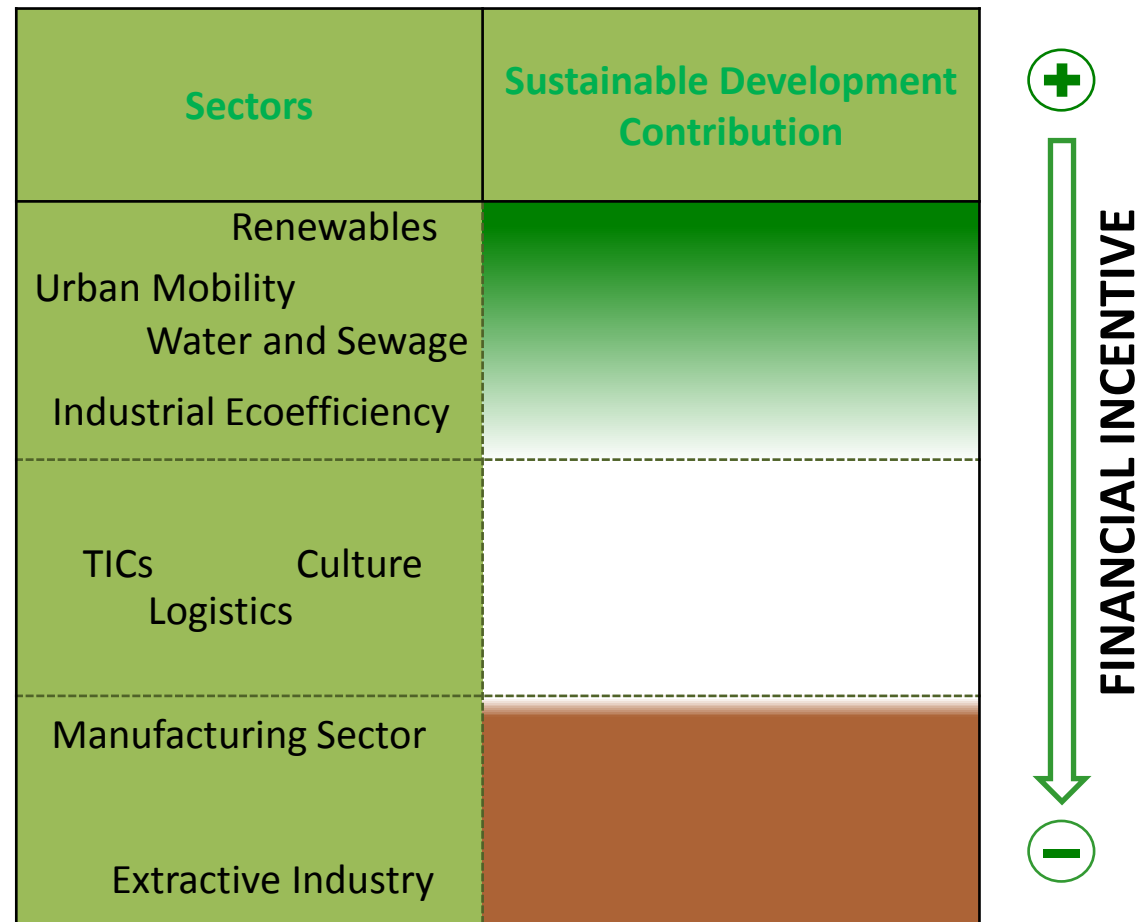 Sectors
Sustainable Development
Contribution
Renewables
Urban Mobility
Water and Sewage
Industrial Ecoefficiency
TICs Culture
Logistics
Manufacturing Sector
Extractive Industry
FINANCIAL INCENTIVE